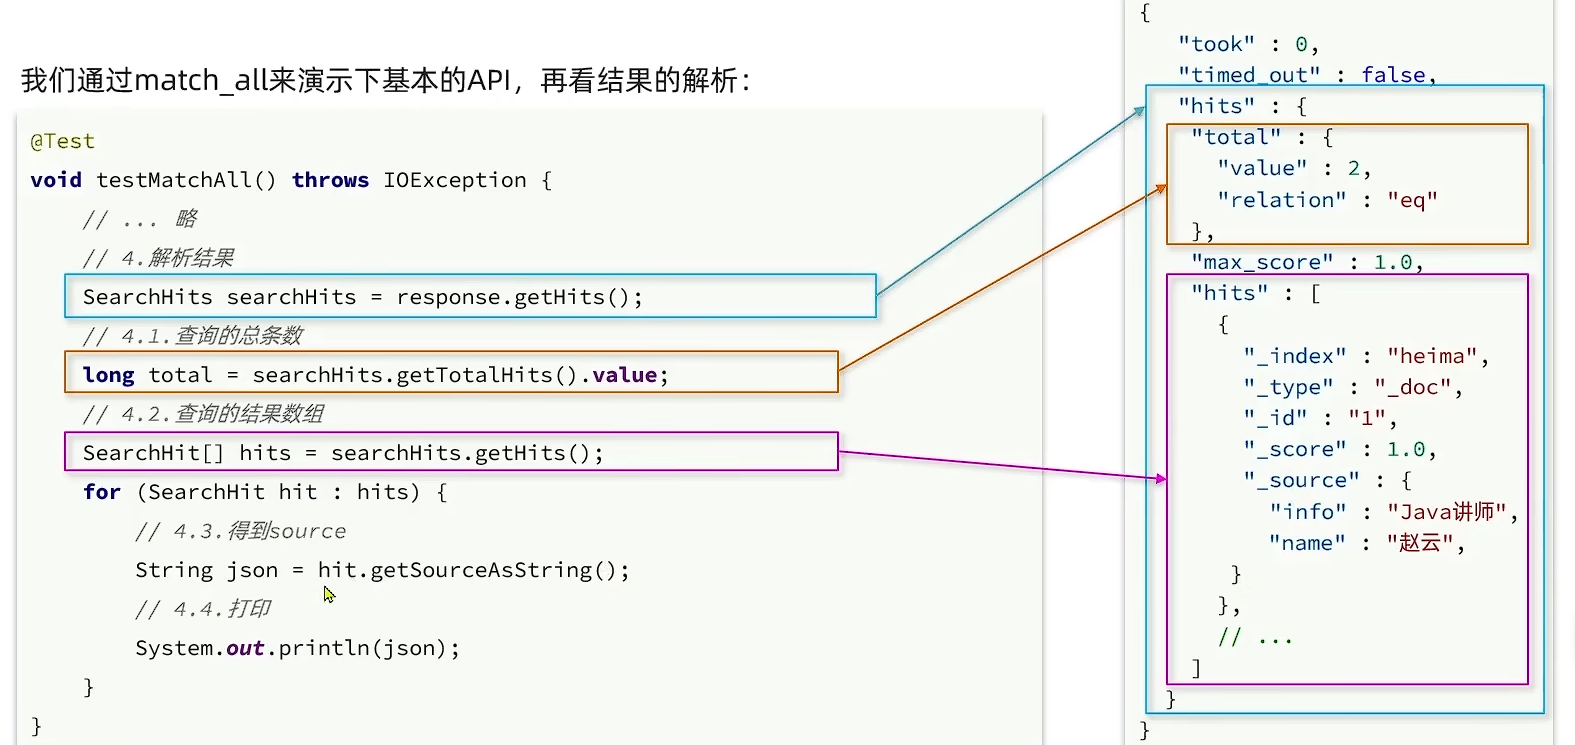 我们通过match_all来演示下基本的API，再看结果的解析：
@Test
void testMatchAll() throws IOException {
// ... 略
// 4.解析结果
SearchHits searchHits = response.getHits();
// 4.1.查询的总条数
long total = searchHits.getTotalHits().value;
// 4.2.查询的结果数组
SearchHit[] hits = searchHits.getHits();
for (SearchHit hit : hits) {
// 4.3.得到source
String json = hit.getSourceAsString();
// 4.4.打印
System.out.println(json);
}
}
{
"took" : 0,
"timed_out" : false,
"hits" : {
"total" : {
"value" : 2,
"relation" : "eq"
},
"max_score" : 1.0,
"hits" : [
{
"_index" : "heima",
"_type" : "_doc",
"_id" : "1",
"_score" : 1.0,
"_source" : {
"info" : "Java讲师",
"name" : "赵云",
}
},
// ...
]
}
}